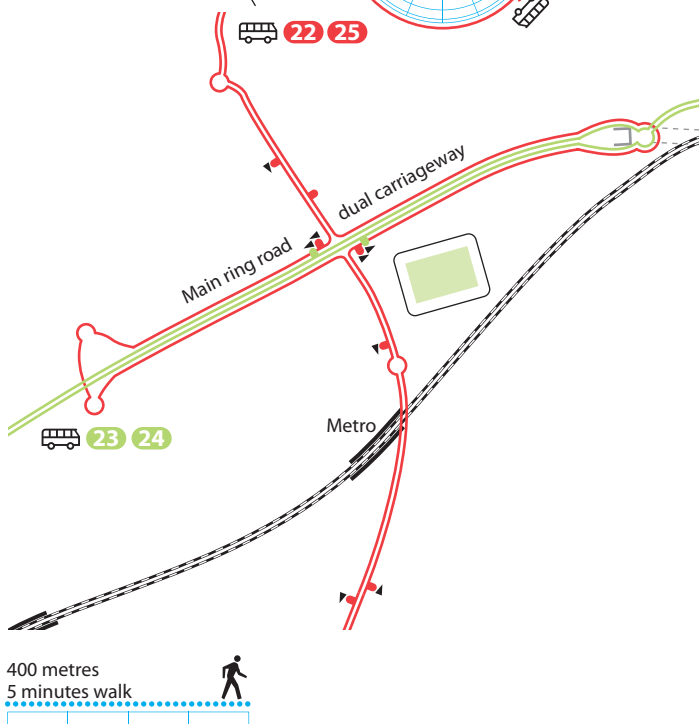 22 25
dual carriageway
Main ring road
Metro
23 24
400 metres
5 minutes walk